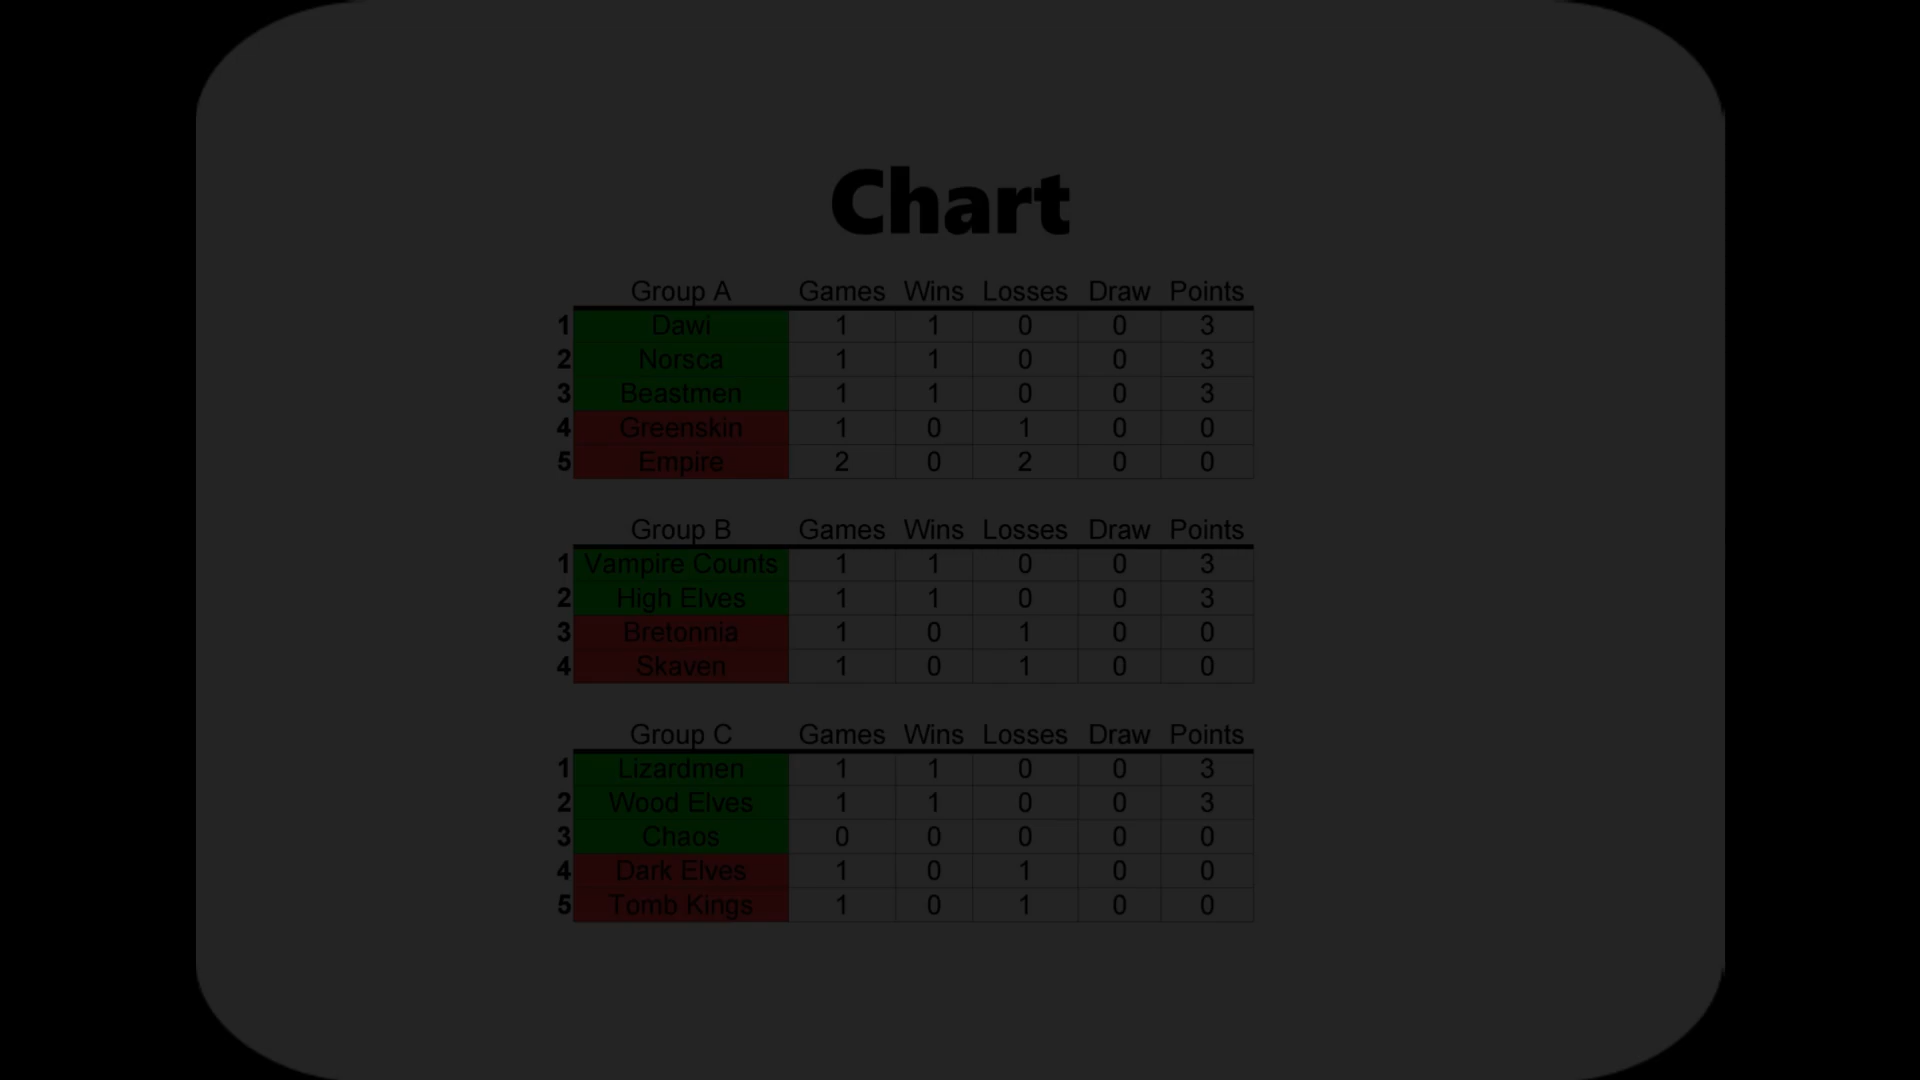 Chart
Group A Games Wins Losses Draw Points
1 Dawi 1 1 0 0 3
2 Norsca 1 1 0 0 3
3 Beastmen 1 1 0 0 3
4 Greenskin 1 0 1 0 0
5 Empire 2 0 2 0 0
Group B Games Wins Losses Draw Points
1 Vampire Counts 1 1 0 0 3
2 High Elves 1 1 0 0 3
3 Bretonnia 1 0 1 0 0
4 Skaven 1 0 1 0 0
Group C Games Wins Losses Draw Points
1 Lizardmen 1 1 0 0 3
2 Wood Elves 1 1 0 0 3
3 Chaos 0 0 0 0 0
4 Dark Elves 1 0 1 0 0
5 Tomb Kings 1 0 1 0 0